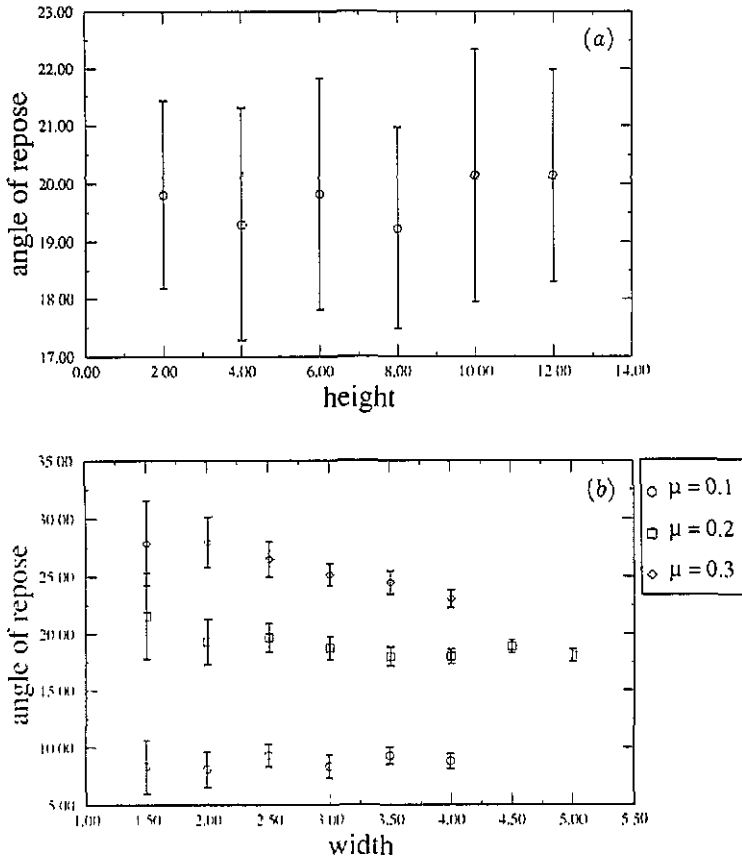 23.00
(a)
22.00
21.00
20.00
19.00
18.00
17.00
angle of repose
0.00 2.00 4.00 6.00 8.00 10.00 12.00 14.00
height
35.00
(b)
30.00
25.00
20.00
15.00
10.00
5.00
angle of repose
1.00 1.50 2.00 2.50 3.00 3.50 4.00 4.50 5.00 5.50
width
μ = 0.1
μ = 0.2
μ = 0.3